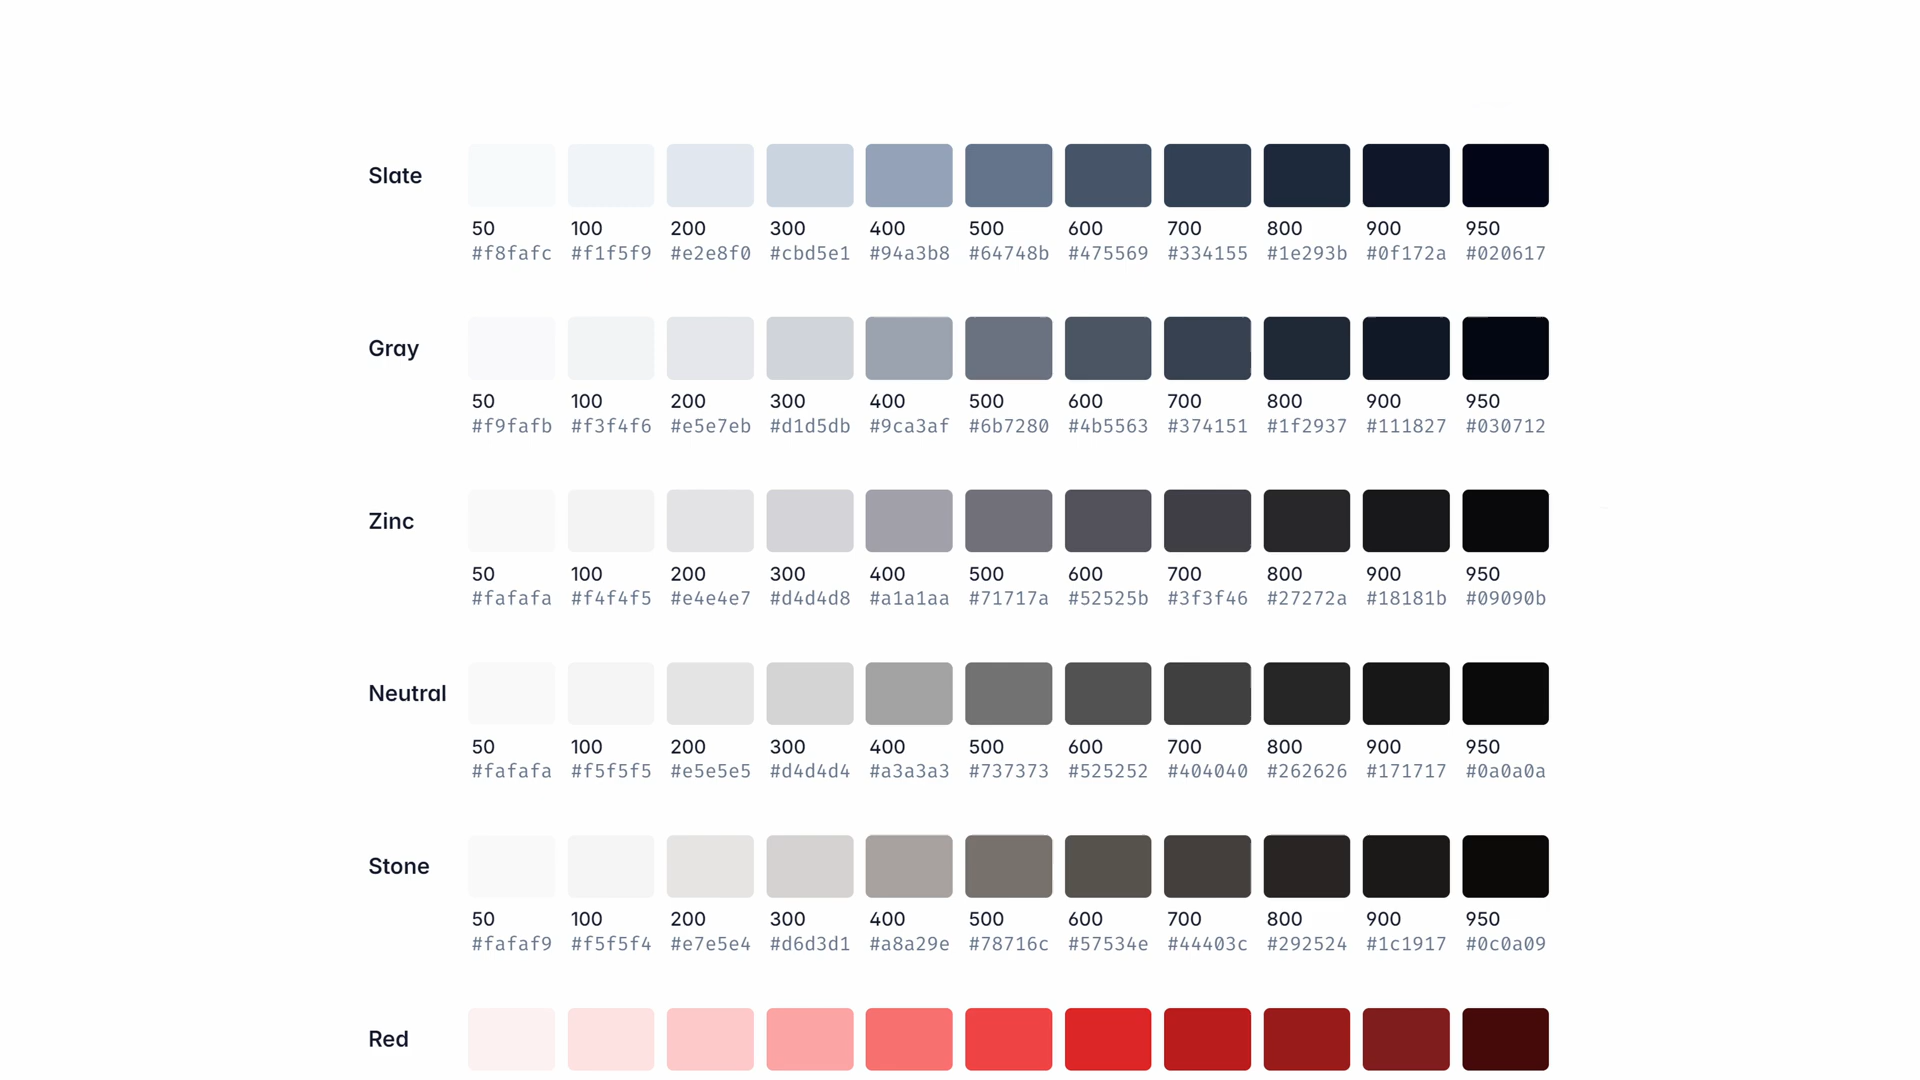 Slate
50 100 200 300 400 500 600 700 800 900 950
#f8fafc #f1f5f9 #e2e8f0 #cbd5e1 #94a3b8 #64748b #475569 #334155 #1e293b #0f172a #020617
Gray
50 100 200 300 400 500 600 700 800 900 950
#f9fafb #f3f4f6 #e5e7eb #d1d5db #9ca3af #6b7280 #4b5563 #374151 #1f2937 #111827 #030712
Zinc
50 100 200 300 400 500 600 700 800 900 950
#fafafa #f4f4f5 #e4e4e7 #d4d4d8 #a1a1aa #71717a #52525b #3f3f46 #27272a #18181b #09090b
Neutral
50 100 200 300 400 500 600 700 800 900 950
#fafafa #f5f5f5 #e5e5e5 #d4d4d4 #a3a3a3 #737373 #525252 #404040 #262626 #171717 #0a0a0a
Stone
50 100 200 300 400 500 600 700 800 900 950
#fafaf9 #f5f5f4 #e7e5e4 #d6d3d1 #a8a29e #78716c #57534e #44403c #292524 #1c1917 #0c0a09
Red